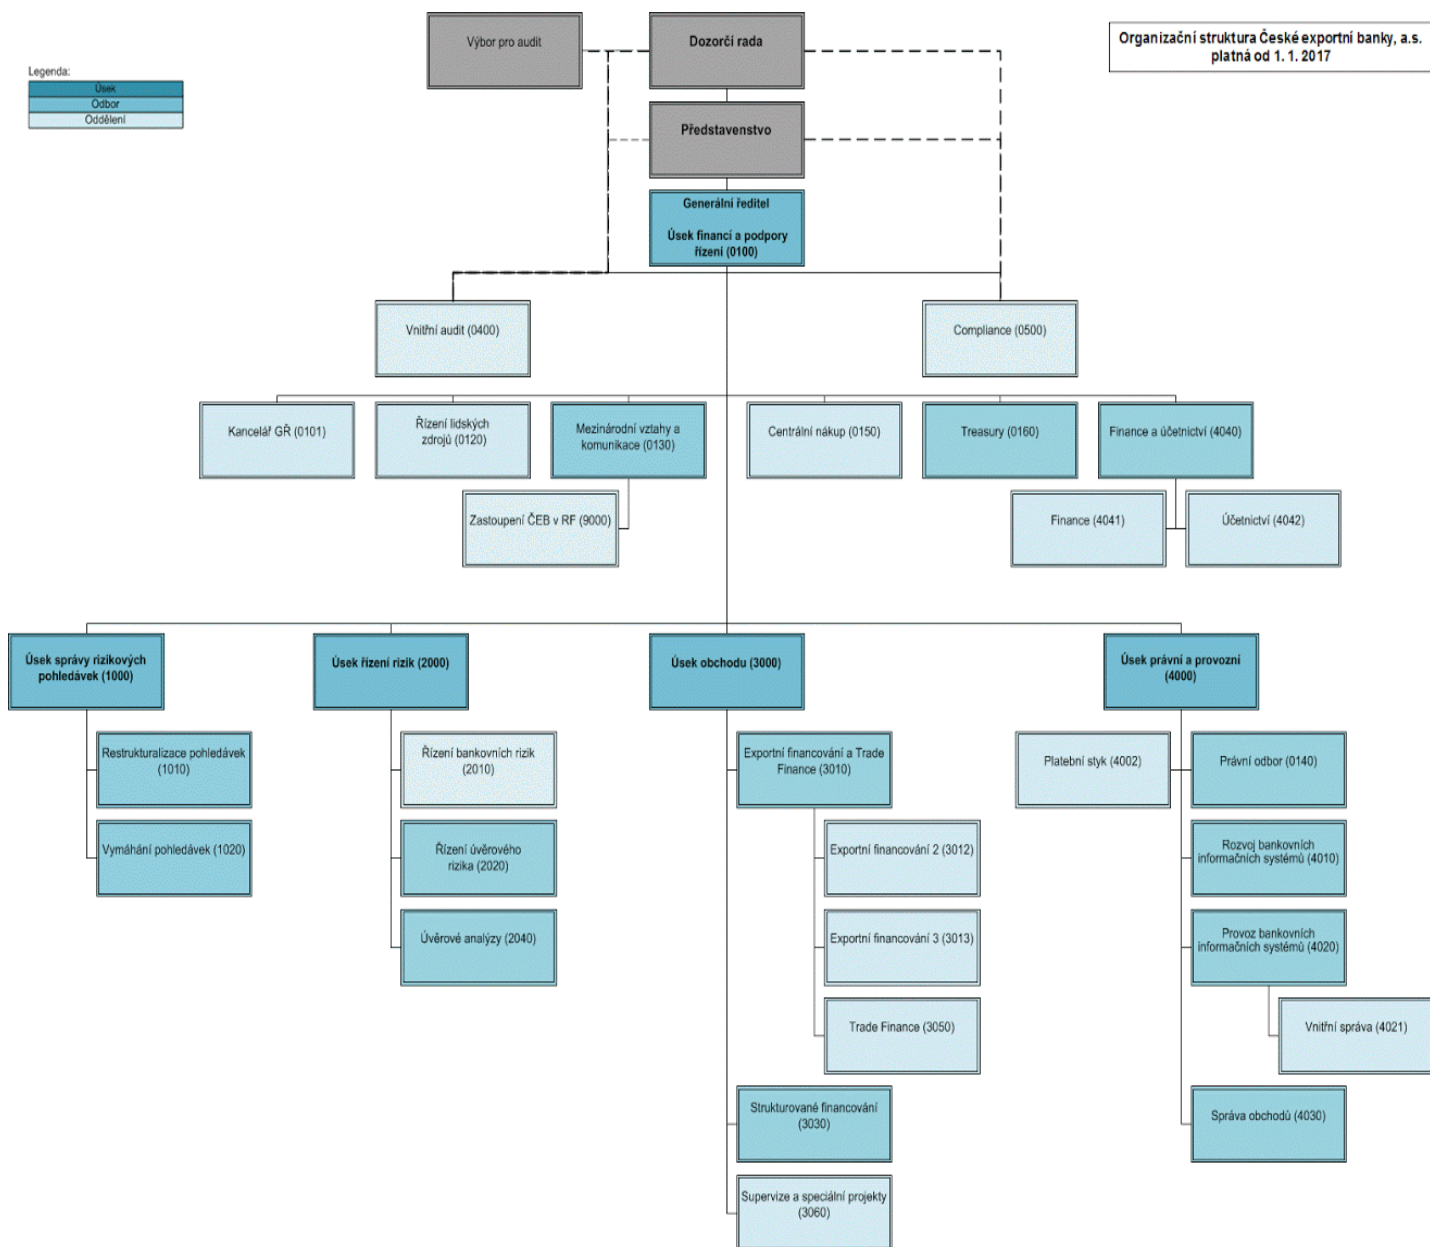 Výbor pro audit
Dozorčí rada
Organizační struktura České exportní banky, a.s.
platná od 1. 1. 2017
Legenda:
Úsek
Odbor
Oddělení
Představenstvo
Generální ředitel
Úsek financí a podpory
řízení (0100)
Vnitřní audit (0400)
Compliance (0500)
Kancelář GŘ (0101)
Řízení lidských
zdrojů (0120)
Mezinárodní vztahy a
komunikace (0130)
Centrální nákup (0150)
Treasury (0160)
Finance a účetnictví (4040)
Zastoupení ČEB v RF (9000)
Finance (4041)
Účetnictví (4042)
Úsek správy rizikových
pohledávek (1000)
Úsek řízení rizik (2000)
Úsek obchodu (3000)
Úsek právní a provozní
(4000)
Restrukturalizace pohledávek
(1010)
Řízení bankovních rizik
(2010)
Exportní financování a Trade
Finance (3010)
Platební styk (4002)
Právní odbor (0140)
Vymáhání pohledávek (1020)
Řízení úvěrového
rizika (2020)
Exportní financování 2 (3012)
Rozvoj bankovních
informačních systémů (4010)
Úvěrové analýzy (2040)
Exportní financování 3 (3013)
Provoz bankovních
informačních systémů (4020)
Trade Finance (3050)
Vnitřní správa (4021)
Strukturované financování
(3030)
Správa obchodů (4030)
Supervize a speciální projekty
(3060)